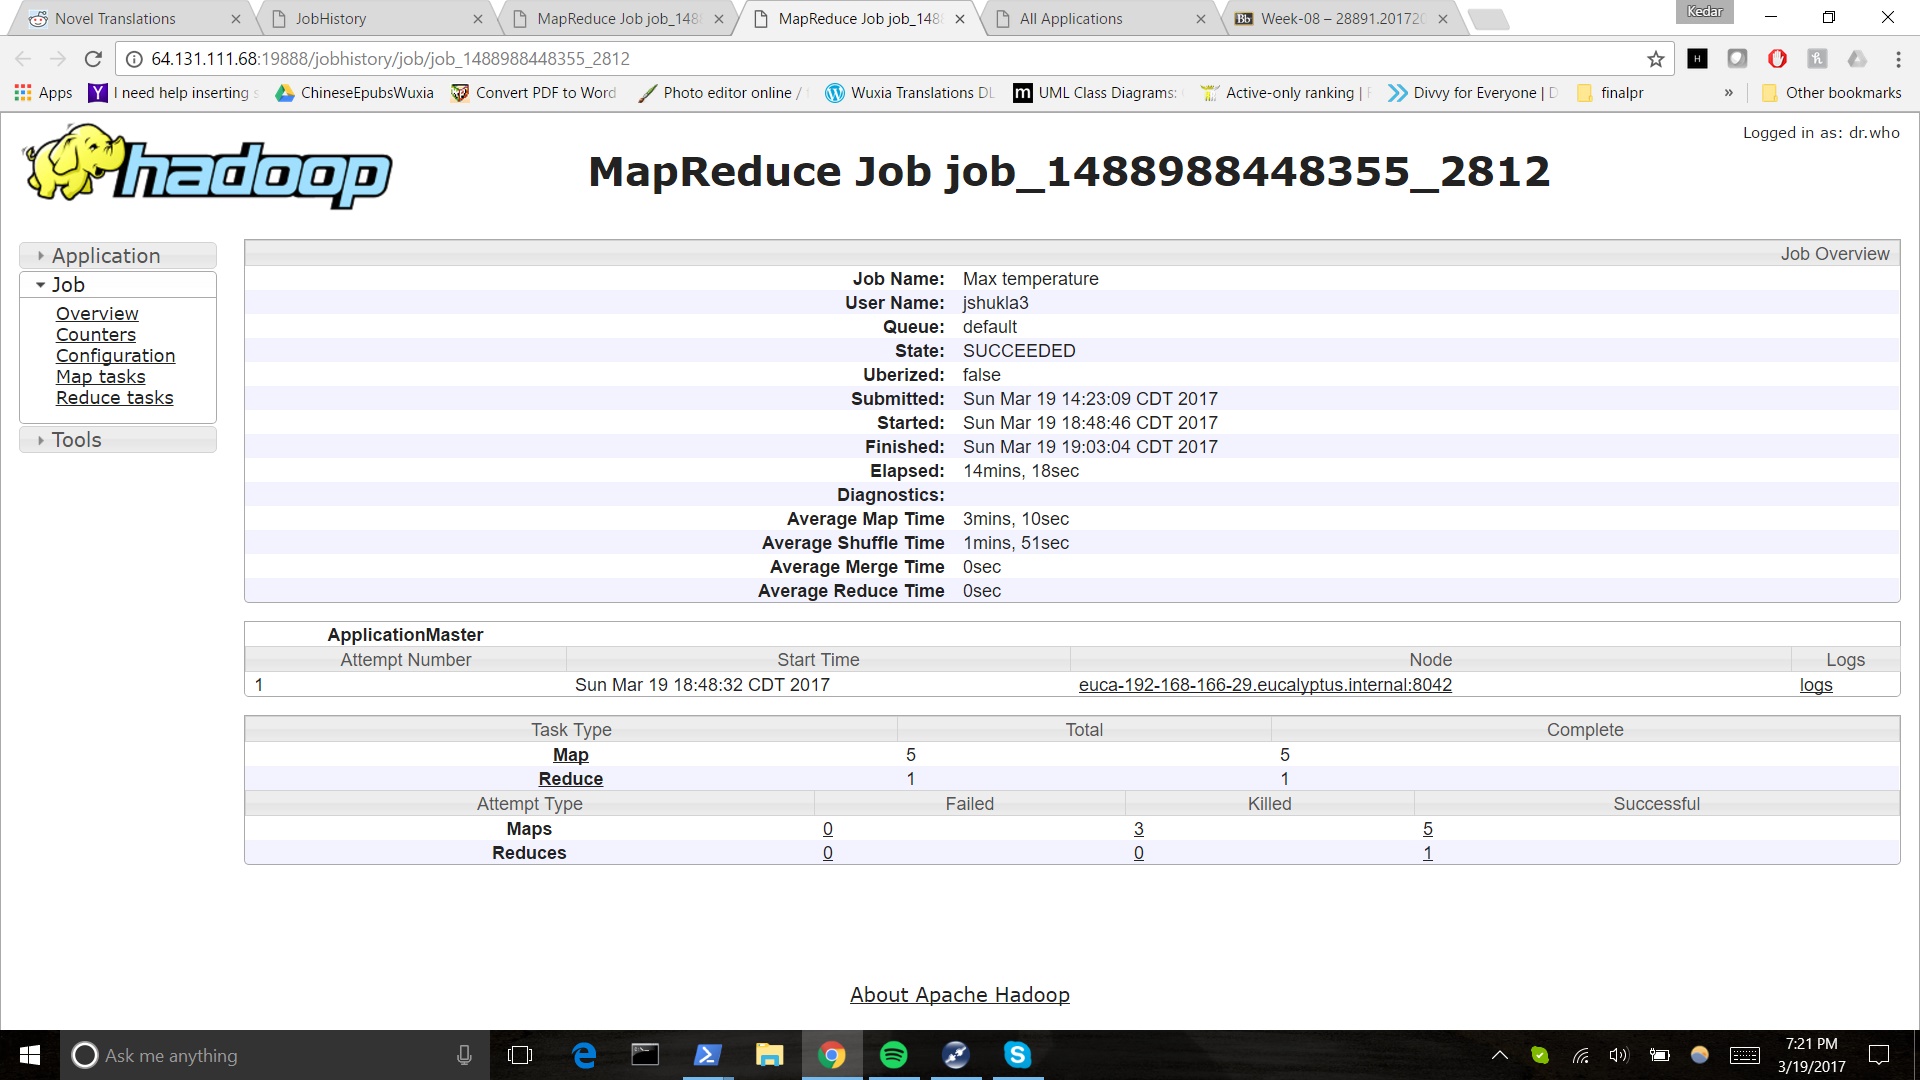 Novel Translations
JobHistory
MapReduce Job job_148
MapReduce Job job_148
All Applications
Bb Week-08 – 28891.20172
Kedar
64.131.111.68:19888/jobhistory/job/job_1488988448355_2812
Apps
I need help inserting
ChineseEpubsWuxia
Convert PDF to Word
Photo editor online /
Wuxia Translations DL
UML Class Diagrams:
Active-only ranking |
Divvy for Everyone |
finalpr
»
Other bookmarks
Logged in as: dr.who
hadoop
MapReduce Job job_1488988448355_2812
Application
Job
Overview
Counters
Configuration
Map tasks
Reduce tasks
Tools
Job Overview
Job Name: Max temperature
User Name: jshukla3
Queue: default
State: SUCCEEDED
Uberized: false
Submitted: Sun Mar 19 14:23:09 CDT 2017
Started: Sun Mar 19 18:48:46 CDT 2017
Finished: Sun Mar 19 19:03:04 CDT 2017
Elapsed: 14mins, 18sec
Diagnostics:
Average Map Time 3mins, 10sec
Average Shuffle Time 1mins, 51sec
Average Merge Time 0sec
Average Reduce Time 0sec
ApplicationMaster
Attempt Number Start Time Node Logs
1 Sun Mar 19 18:48:32 CDT 2017 euca-192-168-166-29.eucalyptus.internal:8042 logs
Task Type Total Complete
Map 5 5
Reduce 1 1
Attempt Type Failed Killed Successful
Maps 0 3 5
Reduces 0 0 1
About Apache Hadoop
Ask me anything
7:21 PM
3/19/2017